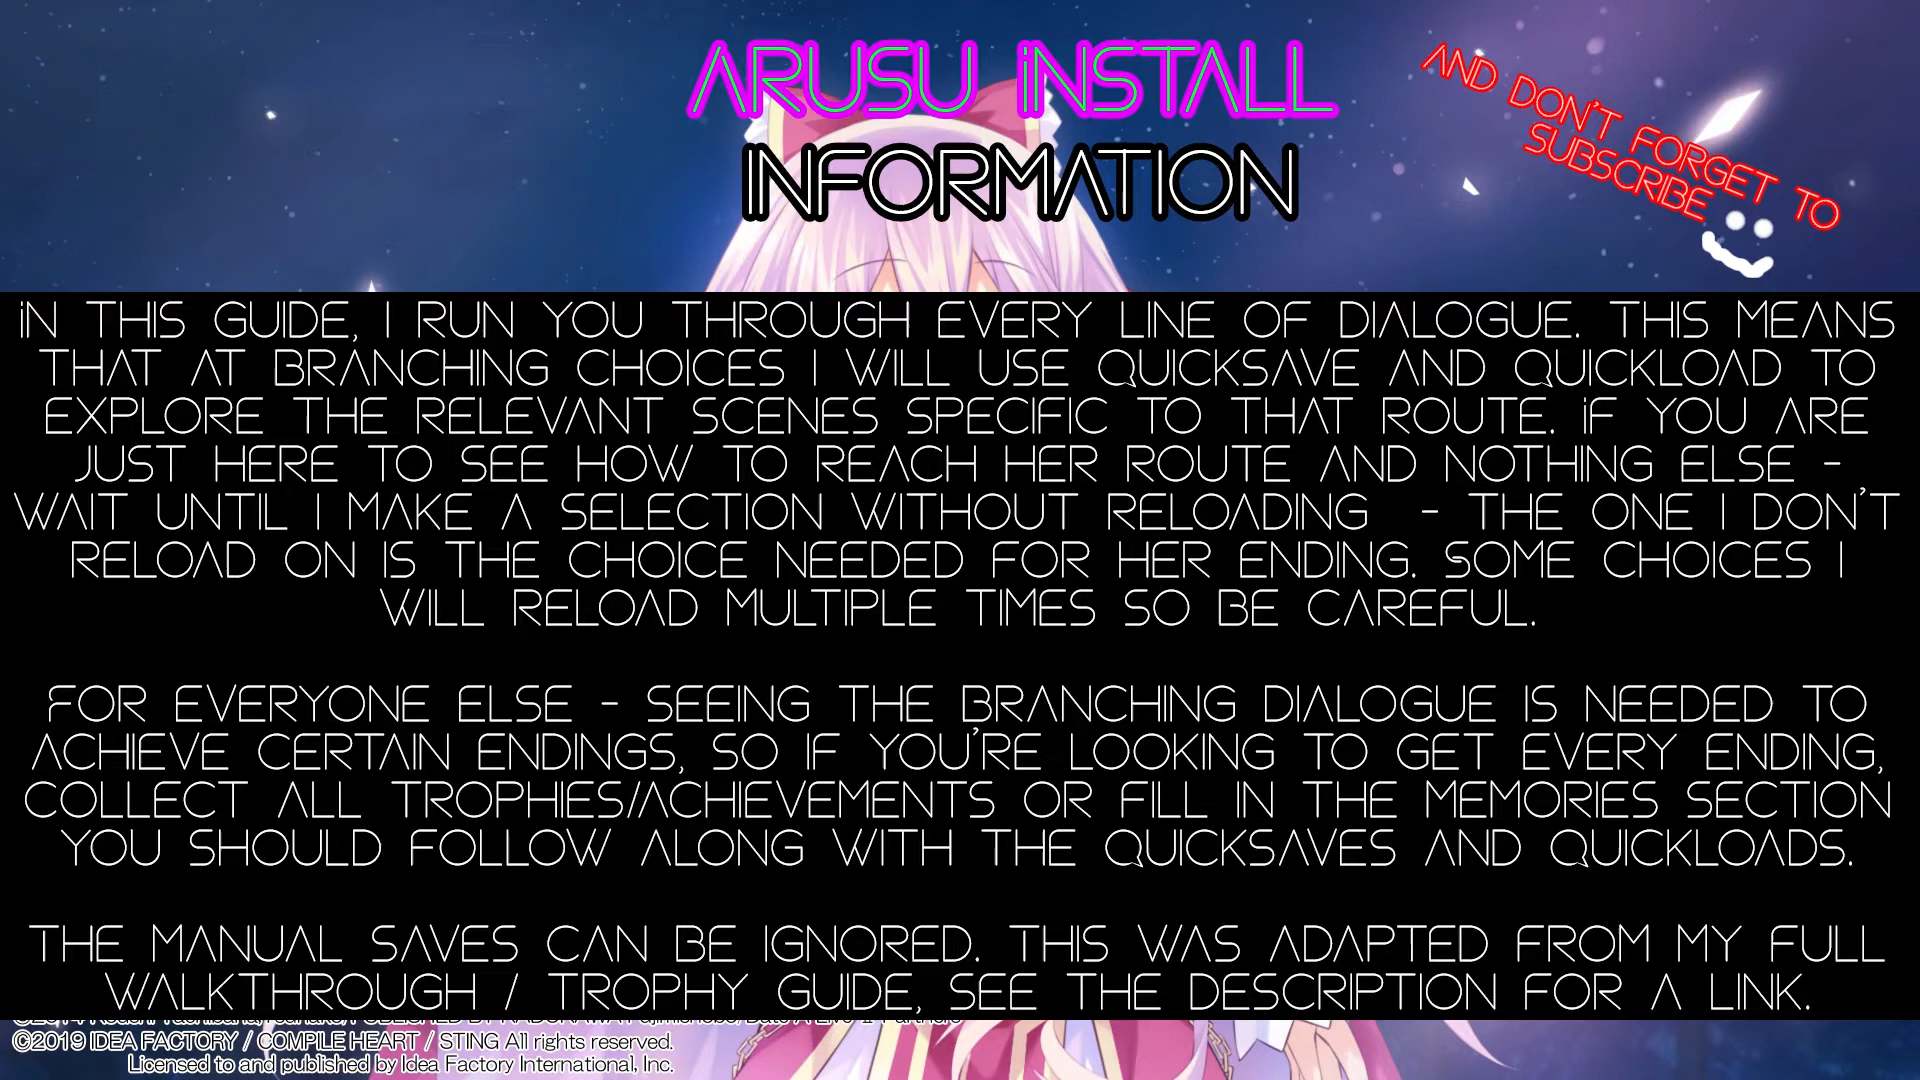 ARUSU INSTALL
INFORMATION
AND DON'T FORGET TO
SUBSCRIBE
IN THIS GUIDE, I RUN YOU THROUGH EVERY LINE OF DIALOGUE. THIS MEANS
THAT AT BRANCHING CHOICES I WILL USE QUICKSAVE AND QUICKLOAD TO
EXPLORE THE RELEVANT SCENES SPECIFIC TO THAT ROUTE. IF YOU ARE
JUST HERE TO SEE HOW TO REACH HER ROUTE AND NOTHING ELSE -
WAIT UNTIL I MAKE A SELECTION WITHOUT RELOADING - THE ONE I DON'T
RELOAD ON IS THE CHOICE NEEDED FOR HER ENDING. SOME CHOICES I
WILL RELOAD MULTIPLE TIMES SO BE CAREFUL.
FOR EVERYONE ELSE - SEEING THE BRANCHING DIALOGUE IS NEEDED TO
ACHIEVE CERTAIN ENDINGS, SO IF YOU'RE LOOKING TO GET EVERY ENDING,
COLLECT ALL TROPHIES/ACHIEVEMENTS OR FILL IN THE MEMORIES SECTION
YOU SHOULD FOLLOW ALONG WITH THE QUICKSAVES AND QUICKLOADS.
THE MANUAL SAVES CAN BE IGNORED. THIS WAS ADAPTED FROM MY FULL
WALKTHROUGH / TROPHY GUIDE, SEE THE DESCRIPTION FOR A LINK.
©2019 IDEA FACTORY / COMPILE HEART / STING All rights reserved.
Licensed to and published by Idea Factory International, Inc.